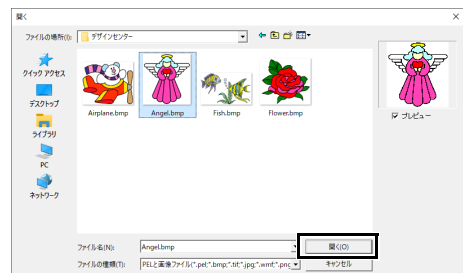 開く
ファイルの場所(I):
デザインセンター
クイック アクセス
デスクトップ
ライブラリ
PC
ネットワーク
Airplane.bmp
Angel.bmp
Fish.bmp
Flower.bmp
プレビュー
ファイル名(N):
Angel.bmp
開く(O)
ファイルの種類(T):
PELと画像ファイル(*.pel;*.bmp;*.tif;*.jpg;*.wmf;*.png
キャンセル